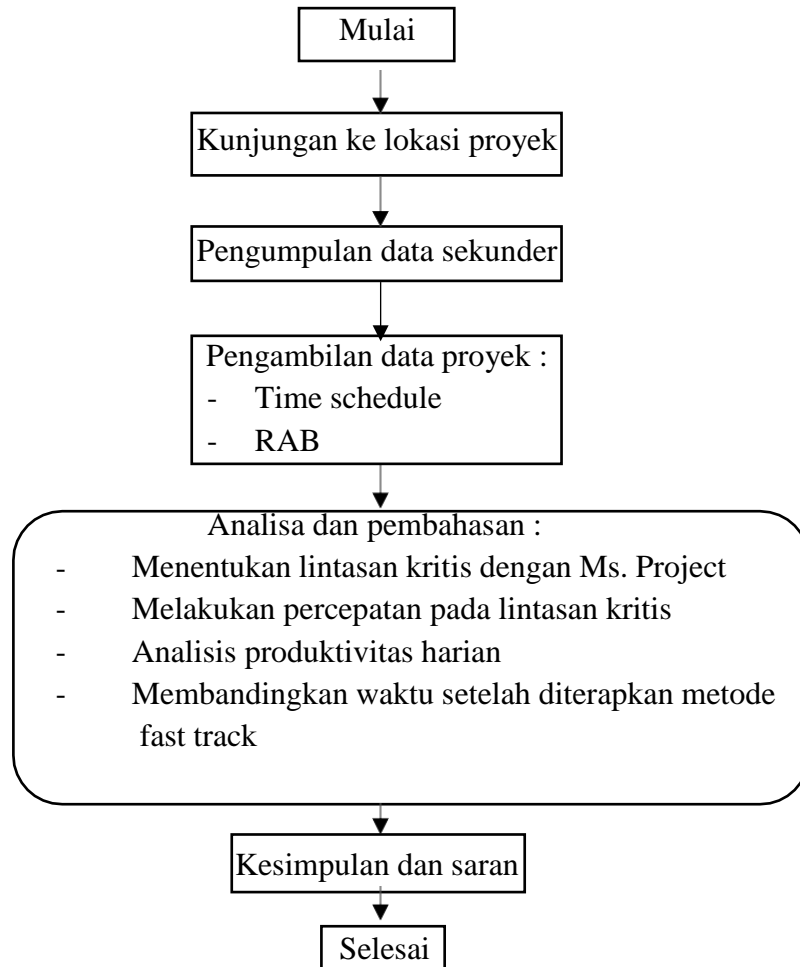 Mulai
Kunjungan ke lokasi proyek
Pengumpulan data sekunder
Pengambilan data proyek :
- Time schedule
- RAB
Analisa dan pembahasan :
- Menentukan lintasan kritis dengan Ms. Project
- Melakukan percepatan pada lintasan kritis
- Analisis produktivitas harian
- Membandingkan waktu setelah diterapkan metode
fast track
Kesimpulan dan saran
Selesai